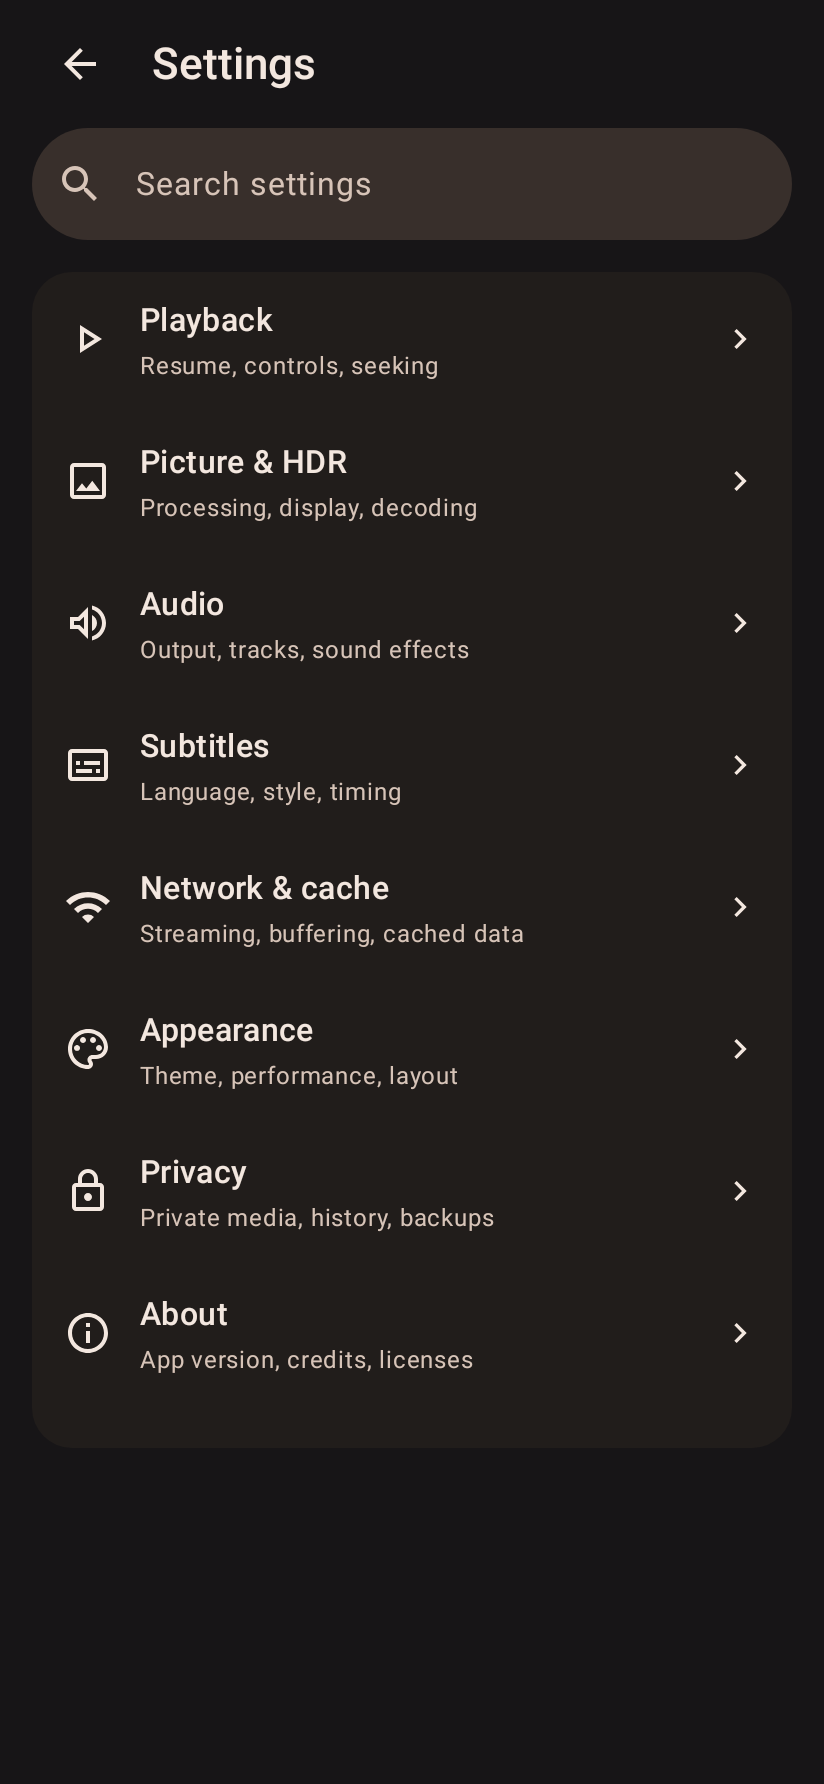 Settings
Search settings
Playback
Resume, controls, seeking
Picture & HDR
Processing, display, decoding
Audio
Output, tracks, sound effects
Subtitles
Language, style, timing
Network & cache
Streaming, buffering, cached data
Appearance
Theme, performance, layout
Privacy
Private media, history, backups
About
App version, credits, licenses